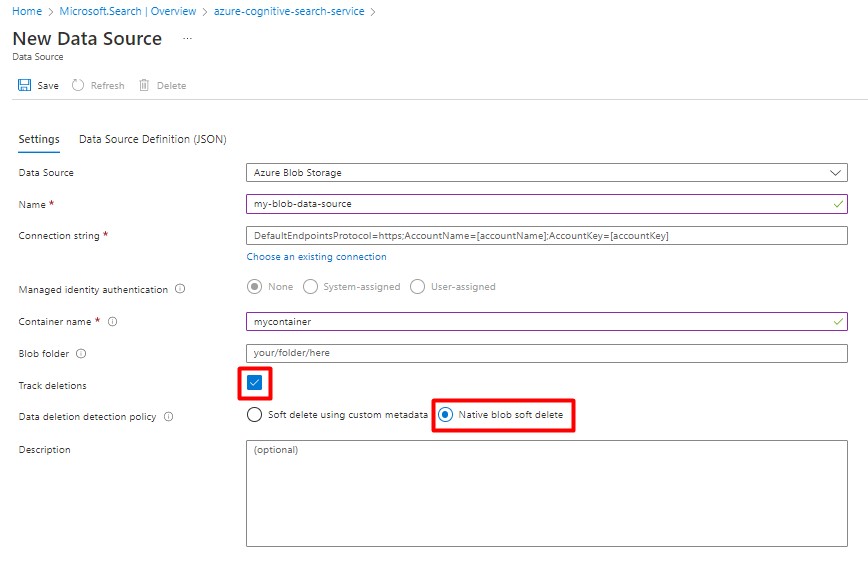 Home > Microsoft.Search | Overview > azure-cognitive-search-service >
New Data Source ...
Data Source
Save Refresh Delete
Settings Data Source Definition (JSON)
Data Source Azure Blob Storage
Name * my-blob-data-source
Connection string * DefaultEndpointsProtocol=https;AccountName=[accountName];AccountKey=[accountKey]
Choose an existing connection
Managed identity authentication None System-assigned User-assigned
Container name * mycontainer
Blob folder your/folder/here
Track deletions
Data deletion detection policy Soft delete using custom metadata Native blob soft delete
Description (optional)